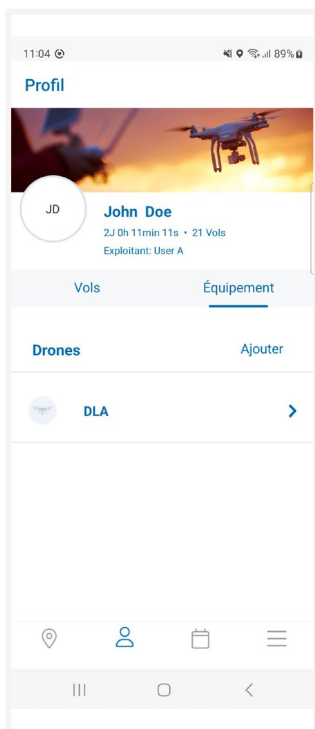 11:04 89%
Profil
JD
John Doe
2J 0h 11min 11s • 21 Vols
Exploitant: User A
Vols Équipement
Drones Ajouter
DLA